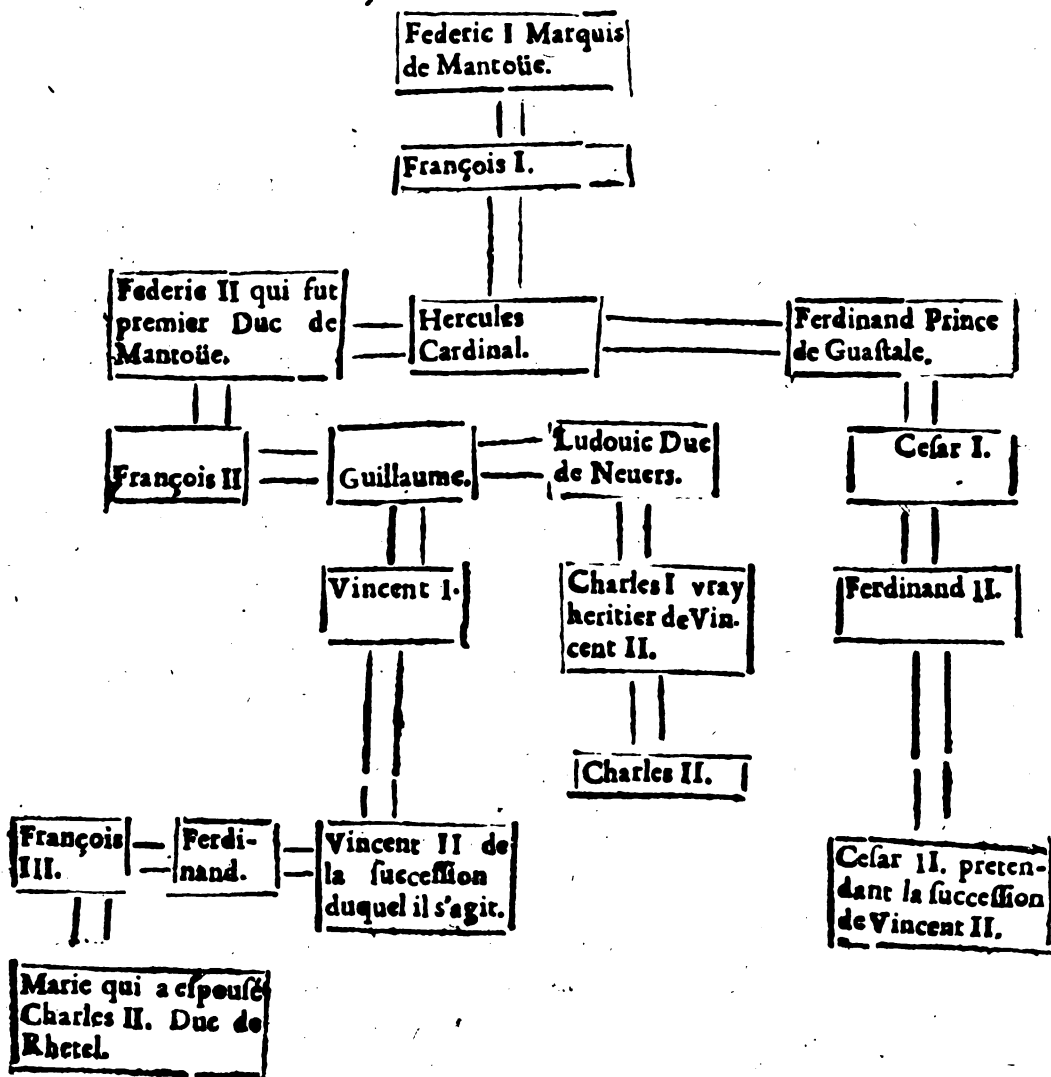 Federic I Marquis
de Mantoüe.
François I.
Federic II qui fut
premier Duc de
Mantoüe.
Hercules
Cardinal.
Ferdinand Prince
de Guaſtale.
François II
Guillaume.
Ludouic Duc
de Neuers.
Ceſar I.
Vincent I.
Charles I vray
heritier de Vin-
cent II.
Ferdinand II.
Charles II.
François
III.
Ferdi-
nand.
Vincent II de
la ſucceſſion
duquel il s'agit.
Ceſar II. preten-
dant la ſucceſſion
de Vincent II.
Marie qui a eſpouſé
Charles II. Duc de
Rhetel.